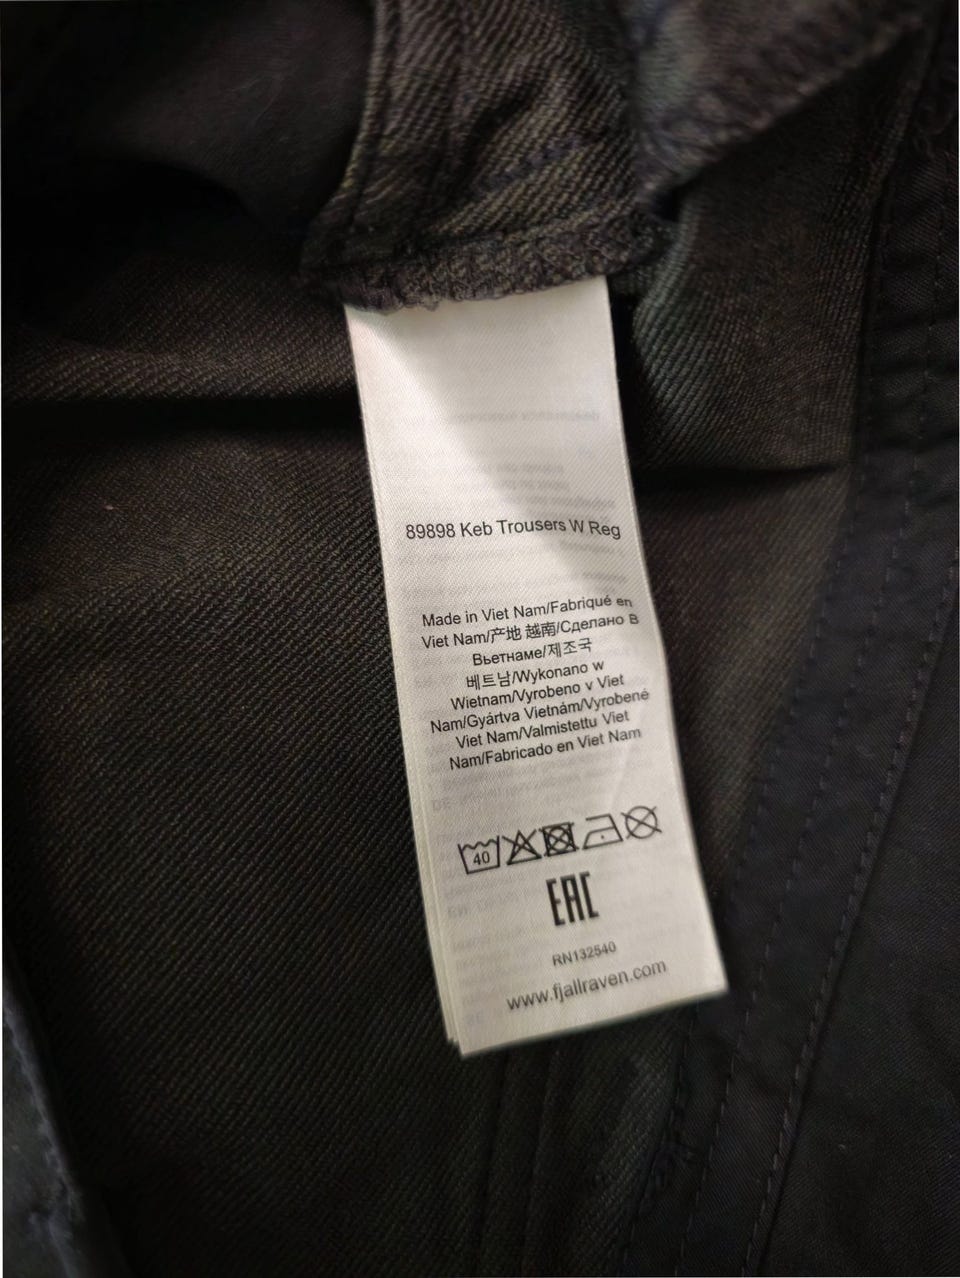 89898 Keb Trousers W Reg
Made in Viet Nam/Fabriqué en
Viet Nam/产地 越南/Сделано В
Вьетнаме/제조국
베트남/Wykonano w
Wietnam/Vyrobeno v Viet
Nam/Gyártva Vietnám/Vyrobené
Viet Nam/Valmistettu Viet
Nam/Fabricado en Viet Nam
40
EAC
RN132540
www.fjallraven.com